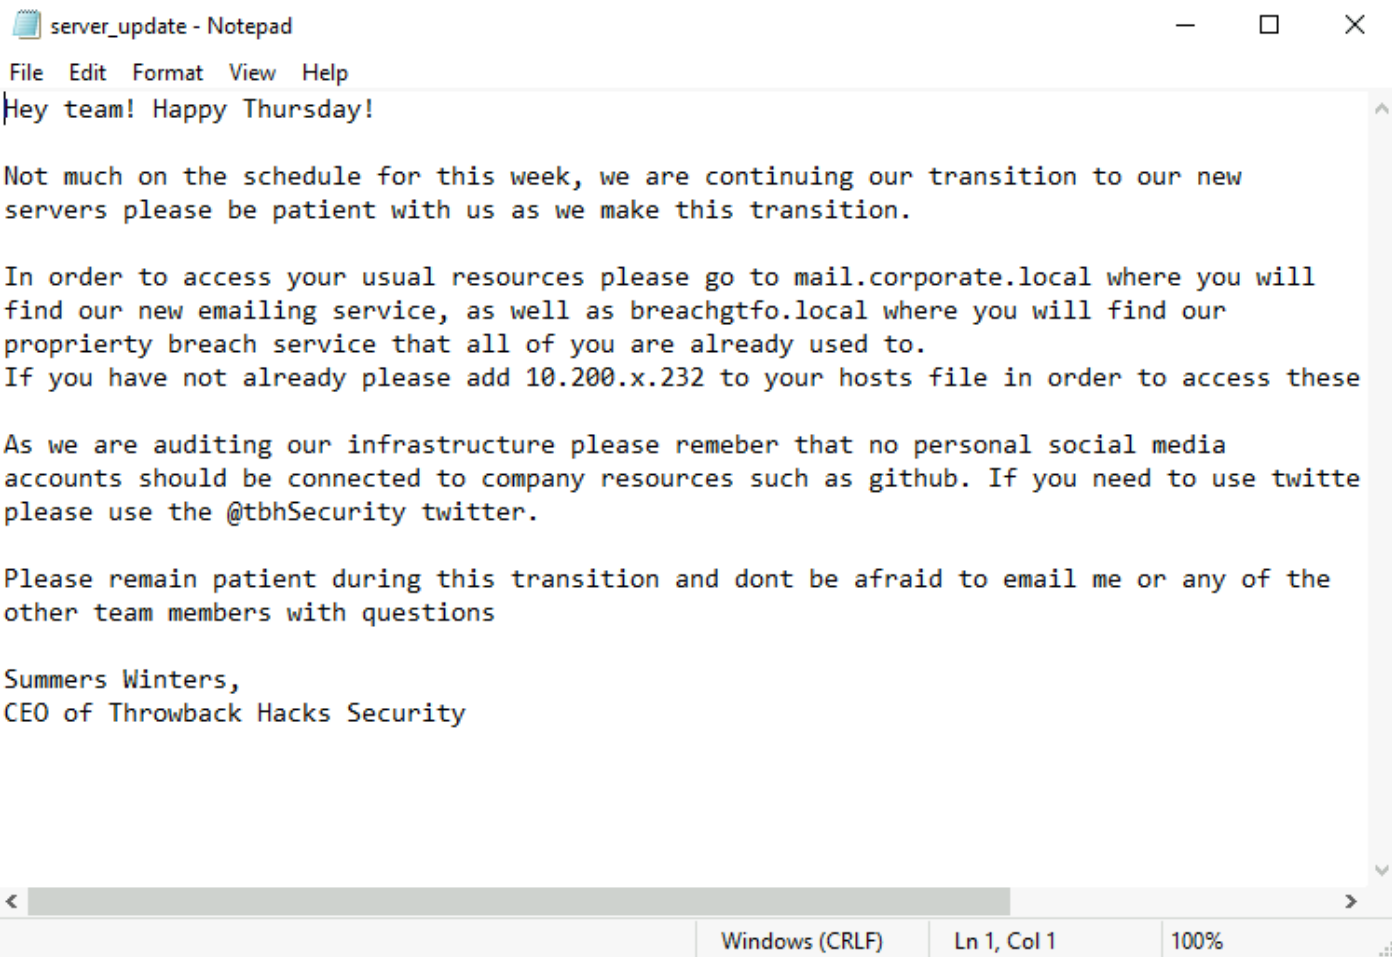 server_update - Notepad
File Edit Format View Help
Hey team! Happy Thursday!
Not much on the schedule for this week, we are continuing our transition to our new
servers please be patient with us as we make this transition.
In order to access your usual resources please go to mail.corporate.local where you will
find our new emailing service, as well as breachgtfo.local where you will find our
proprierty breach service that all of you are already used to.
If you have not already please add 10.200.x.232 to your hosts file in order to access these
As we are auditing our infrastructure please remeber that no personal social media
accounts should be connected to company resources such as github. If you need to use twitte
please use the @tbhSecurity twitter.
Please remain patient during this transition and dont be afraid to email me or any of the
other team members with questions
Summers Winters,
CEO of Throwback Hacks Security
Windows (CRLF) Ln 1, Col 1 100%